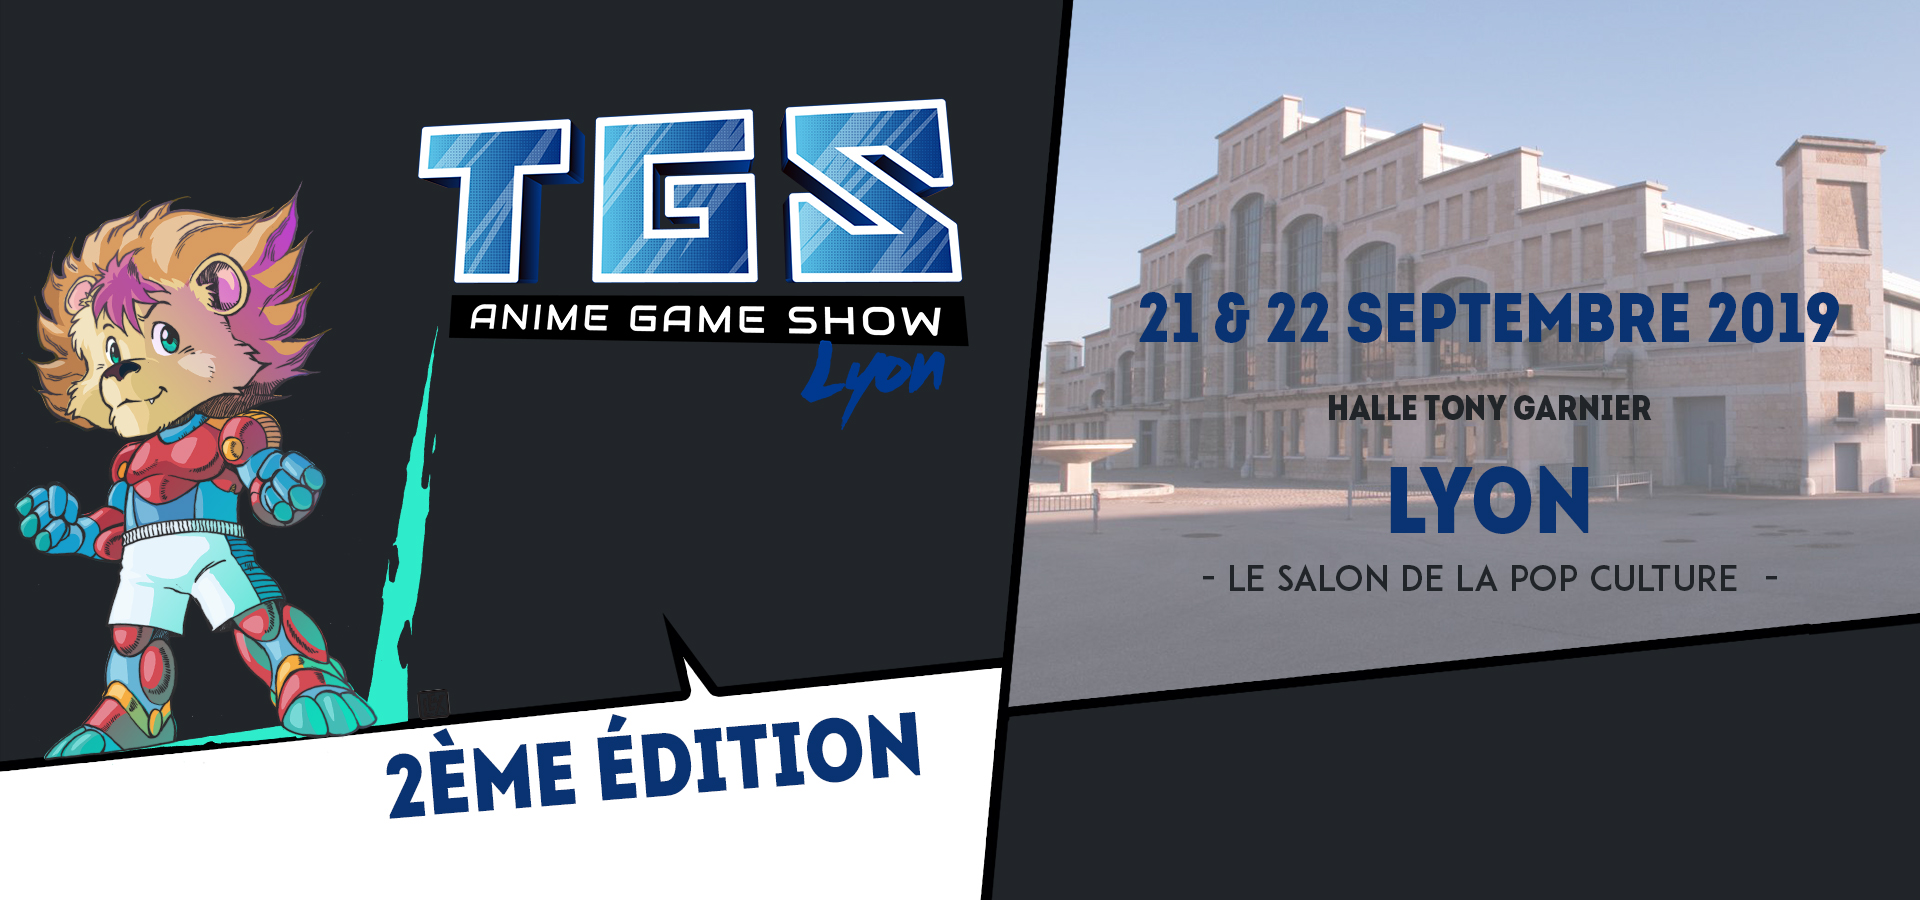 TGS
ANIME GAME SHOW
Lyon
2ÈME ÉDITION
21 & 22 SEPTEMBRE 2019
HALLE TONY GARNIER
LYON
- LE SALON DE LA POP CULTURE -